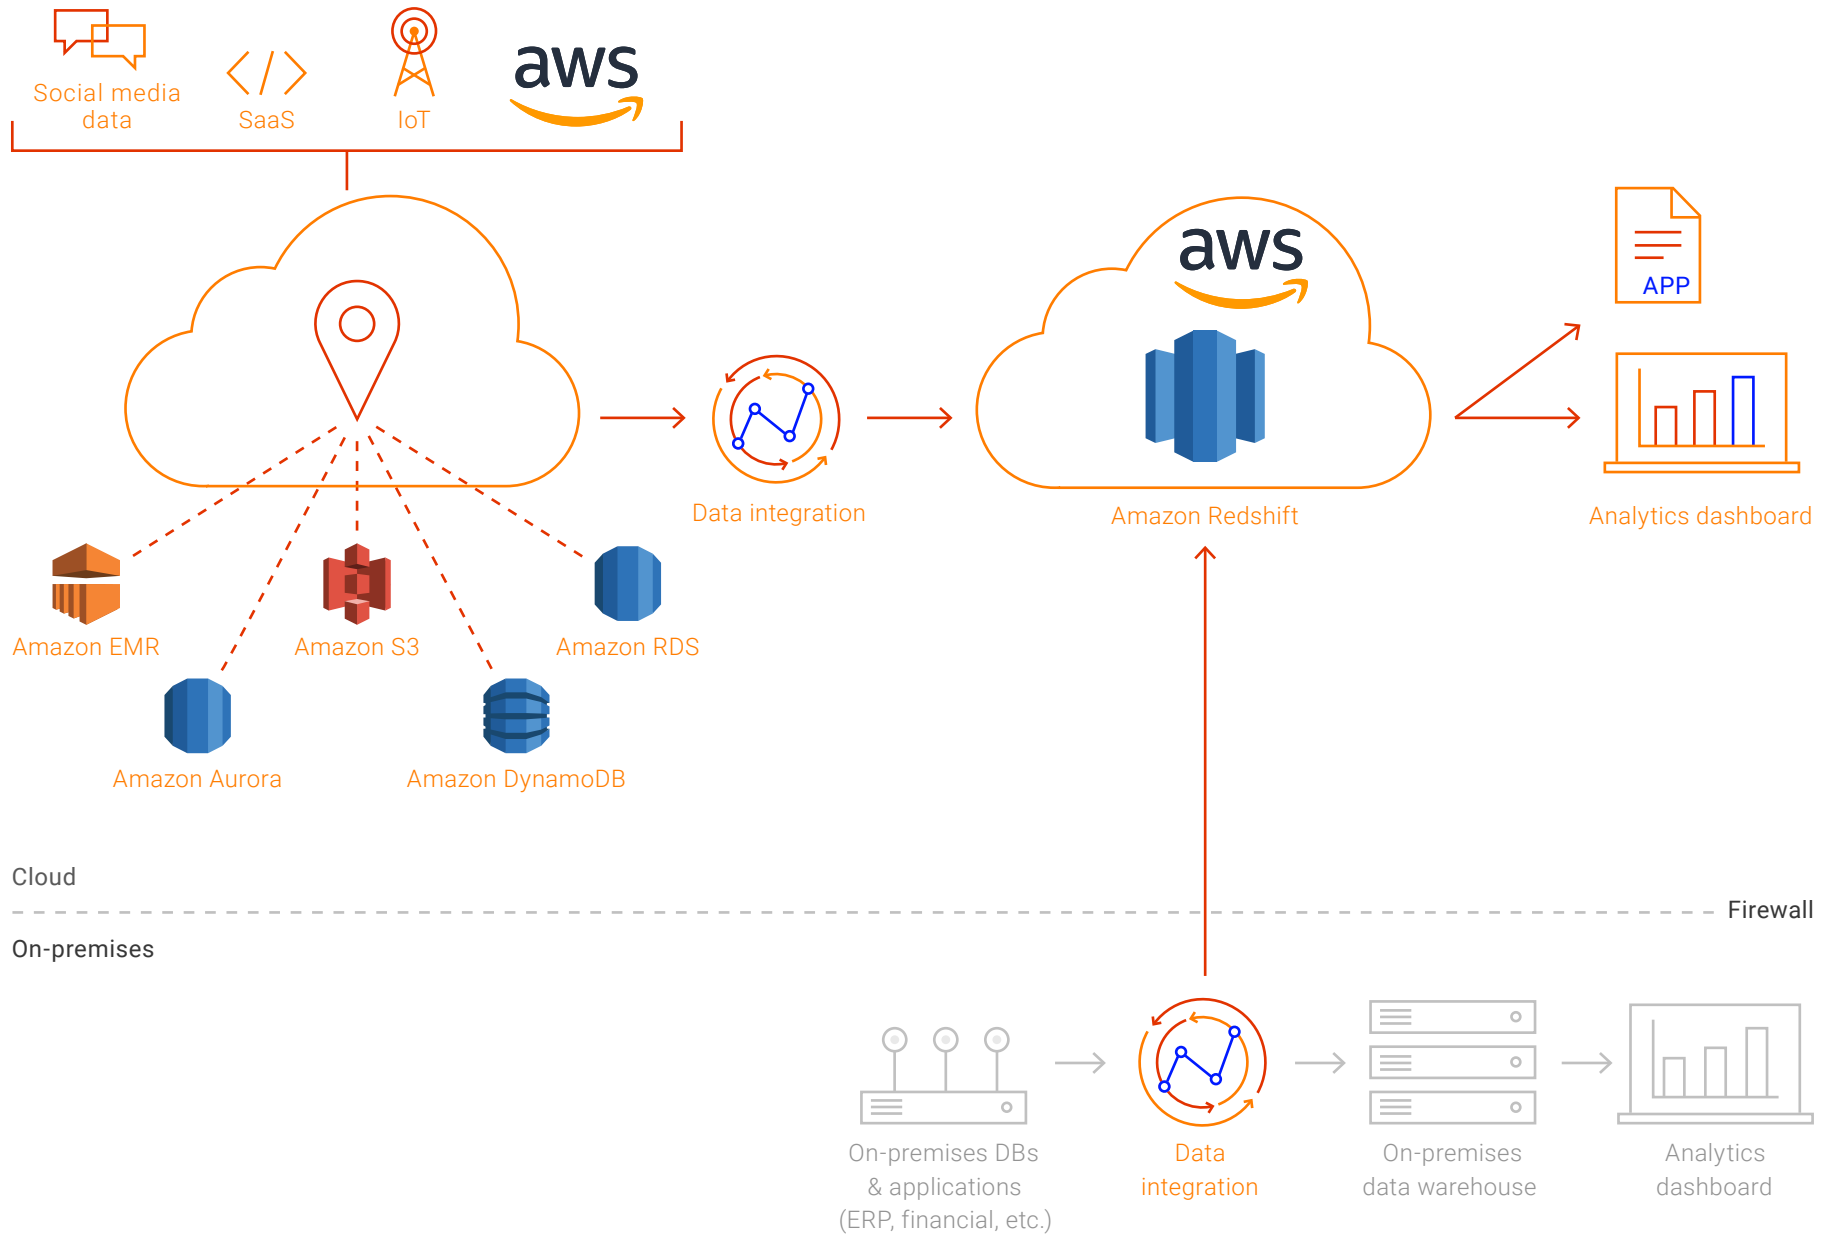 Social media
data
SaaS
IoT
aws
aws
APP
Data integration
Amazon Redshift
Analytics dashboard
Amazon EMR
Amazon S3
Amazon RDS
Amazon Aurora
Amazon DynamoDB
Cloud
Firewall
On-premises
On-premises DBs
& applications
(ERP, financial, etc.)
Data
integration
On-premises
data warehouse
Analytics
dashboard